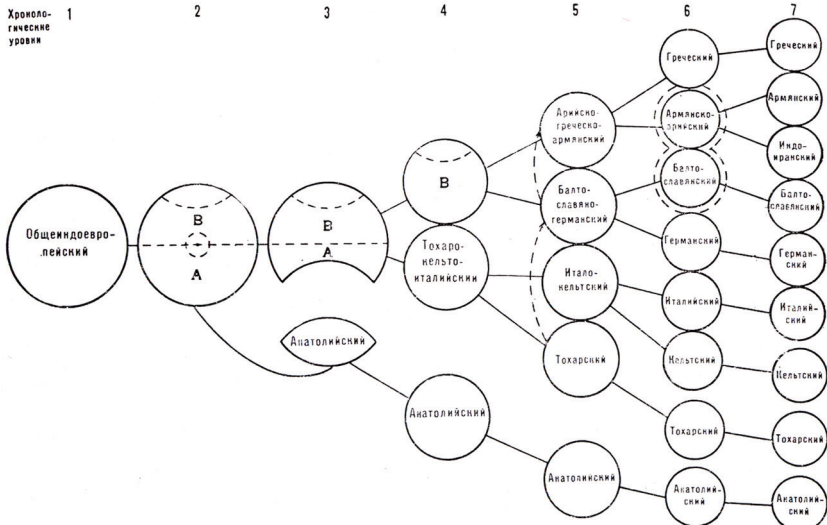 Хроноло-
гические
уровни
1
2
3
4
5
6
7
Общеиндоевро-
пейский
В
А
В
А
Анатолийский
В
Тохаро-
кельто-
италийский
Анатолийский
Арийско-
греческо-
армянский
Балто-
славяно-
германский
Итало-
кельтский
Тохарский
Анатолийский
Греческий
Армянско-
арийский
Балто-
славянский
Германский
Италийский
Кельтский
Тохарский
Анатолий-
ский
Греческий
Армянский
Индо-
иранский
Балто-
славянский
Герман-
ский
Италий-
ский
Кельтский
Тохарский
Анатолий-
ский